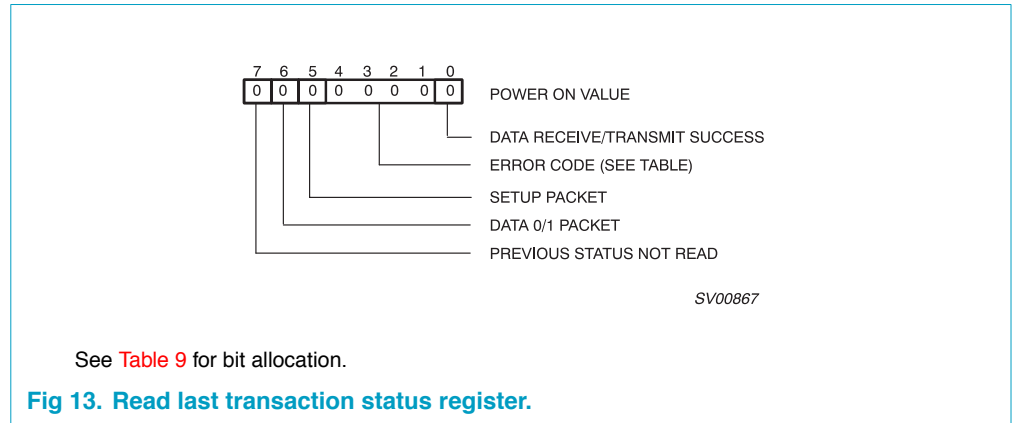 7 6 5 4 3 2 1 0
0 0 0 0 0 0 0 0 POWER ON VALUE
DATA RECEIVE/TRANSMIT SUCCESS
ERROR CODE (SEE TABLE)
SETUP PACKET
DATA 0/1 PACKET
PREVIOUS STATUS NOT READ
SV00867
See Table 9 for bit allocation.
Fig 13. Read last transaction status register.